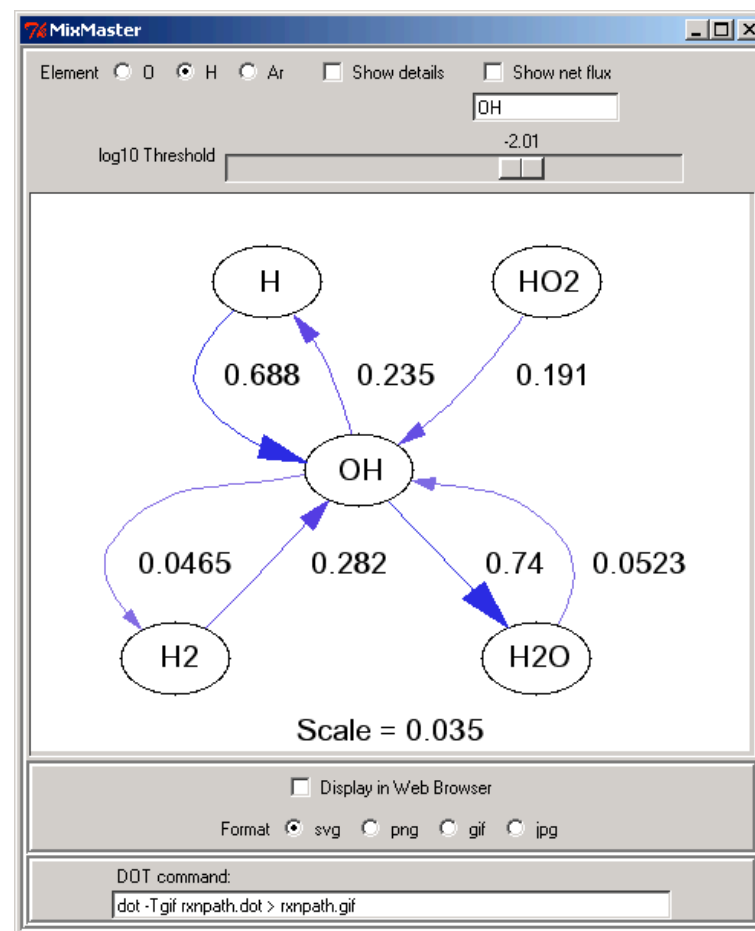 MixMaster
Element O H Ar Show details Show net flux
OH
-2.01
log10 Threshold
H HO2
0.688 0.235 0.191
OH
0.0465 0.282 0.74 0.0523
H2 H2O
Scale = 0.035
Display in Web Browser
Format svg png gif jpg
DOT command:
dot -Tgif rxnpath.dot > rxnpath.gif